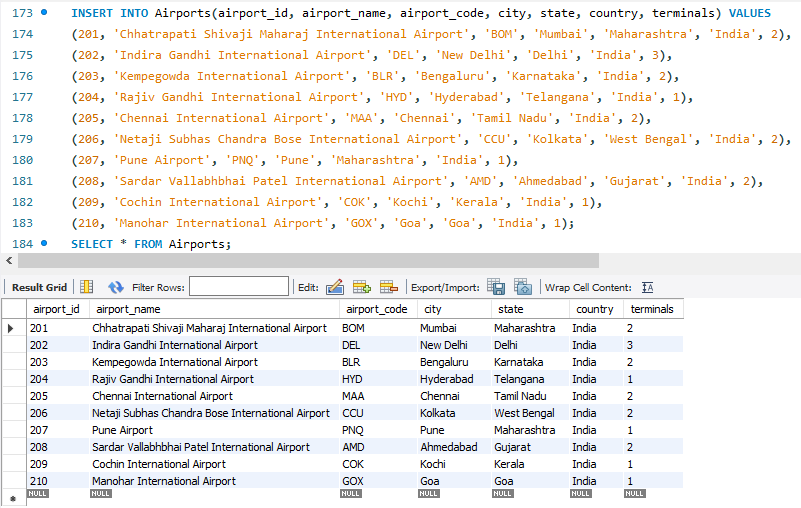 173 INSERT INTO Airports(airport_id, airport_name, airport_code, city, state, country, terminals) VALUES
174 (201, 'Chhatrapati Shivaji Maharaj International Airport', 'BOM', 'Mumbai', 'Maharashtra', 'India', 2),
175 (202, 'Indira Gandhi International Airport', 'DEL', 'New Delhi', 'Delhi', 'India', 3),
176 (203, 'Kempegowda International Airport', 'BLR', 'Bengaluru', 'Karnataka', 'India', 2),
177 (204, 'Rajiv Gandhi International Airport', 'HYD', 'Hyderabad', 'Telangana', 'India', 1),
178 (205, 'Chennai International Airport', 'MAA', 'Chennai', 'Tamil Nadu', 'India', 2),
179 (206, 'Netaji Subhas Chandra Bose International Airport', 'CCU', 'Kolkata', 'West Bengal', 'India', 2),
180 (207, 'Pune Airport', 'PNQ', 'Pune', 'Maharashtra', 'India', 1),
181 (208, 'Sardar Vallabhbhai Patel International Airport', 'AMD', 'Ahmedabad', 'Gujarat', 'India', 2),
182 (209, 'Cochin International Airport', 'COK', 'Kochi', 'Kerala', 'India', 1),
183 (210, 'Manohar International Airport', 'GOX', 'Goa', 'Goa', 'India', 1);
184 SELECT * FROM Airports;
Result Grid Filter Rows: Edit: Export/Import: Wrap Cell Content: IA
airport_id airport_name airport_code city state country terminals
201 Chhatrapati Shivaji Maharaj International Airport BOM Mumbai Maharashtra India 2
202 Indira Gandhi International Airport DEL New Delhi Delhi India 3
203 Kempegowda International Airport BLR Bengaluru Karnataka India 2
204 Rajiv Gandhi International Airport HYD Hyderabad Telangana India 1
205 Chennai International Airport MAA Chennai Tamil Nadu India 2
206 Netaji Subhas Chandra Bose International Airport CCU Kolkata West Bengal India 2
207 Pune Airport PNQ Pune Maharashtra India 1
208 Sardar Vallabhbhai Patel International Airport AMD Ahmedabad Gujarat India 2
209 Cochin International Airport COK Kochi Kerala India 1
210 Manohar International Airport GOX Goa Goa India 1
NULL NULL NULL NULL NULL NULL NULL